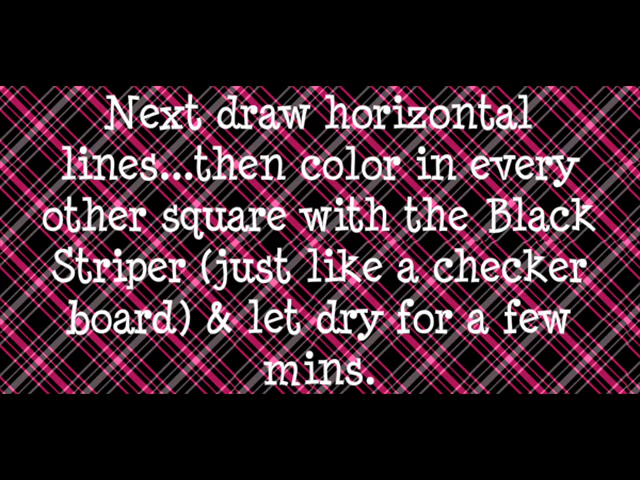 Next draw horizontal
lines...then color in every
other square with the Black
Striper (just like a checker
board) & let dry for a few
mins.